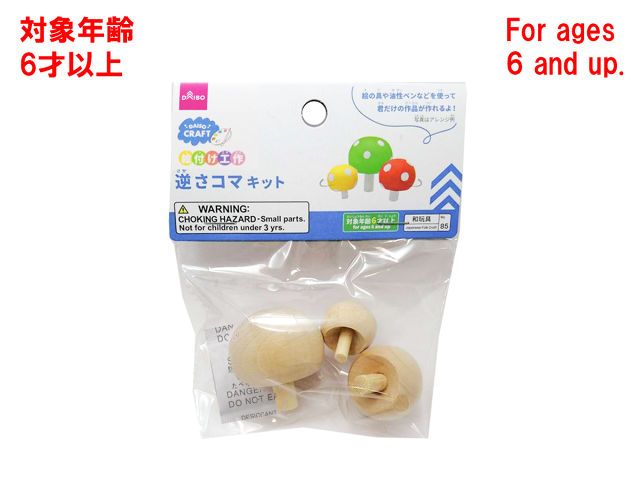 対象年齢
6才以上
For ages
6 and up.
DAISO
絵の具や油性ペンなどを使って
君だけの作品が作れるよ!
写真はアレンジ例
DAISO
CRAFT
絵付け工作
逆さコマキット
WARNING:
CHOKING HAZARD-Small parts.
Not for children under 3 yrs.
対象年齢6才以上
for ages 6 and up
和玩具
No.
85
DANGER
DO NOT EA